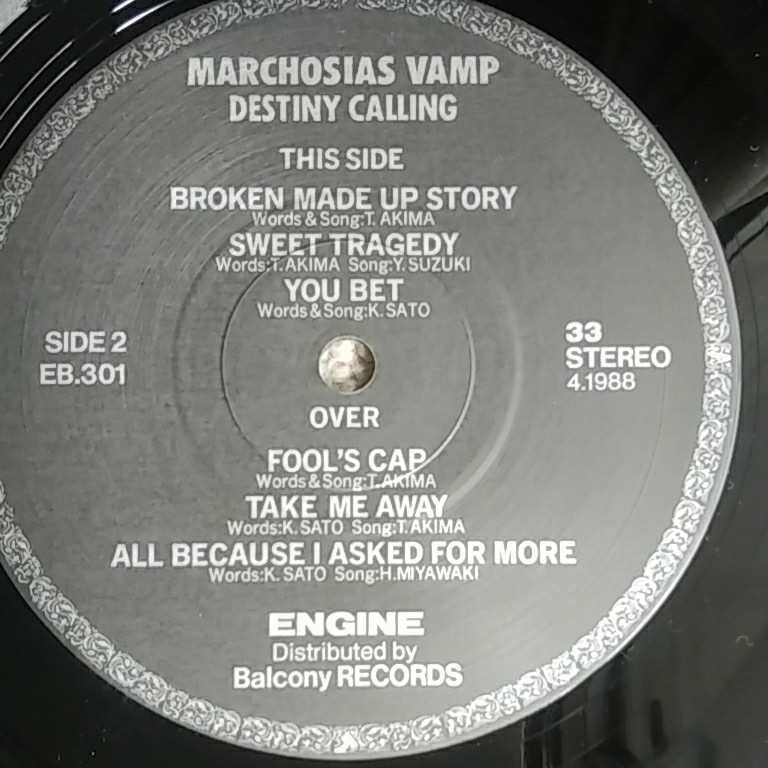 MARCHOSIAS VAMP
DESTINY CALLING
THIS SIDE
BROKEN MADE UP STORY
Words & Song:T. AKIMA
SWEET TRAGEDY
Words:T.AKIMA Song:Y. SUZUKI
YOU BET
Words & Song:K. SATO
SIDE 2
EB.301
33
STEREO
4.1988
OVER
FOOL'S CAP
Words & Song:T.AKIMA
TAKE ME AWAY
Words:K. SATO Song:T. AKIMA
ALL BECAUSE I ASKED FOR MORE
Words:K. SATO Song:H.MIYAWAKI
ENGINE
Distributed by
Balcony RECORDS